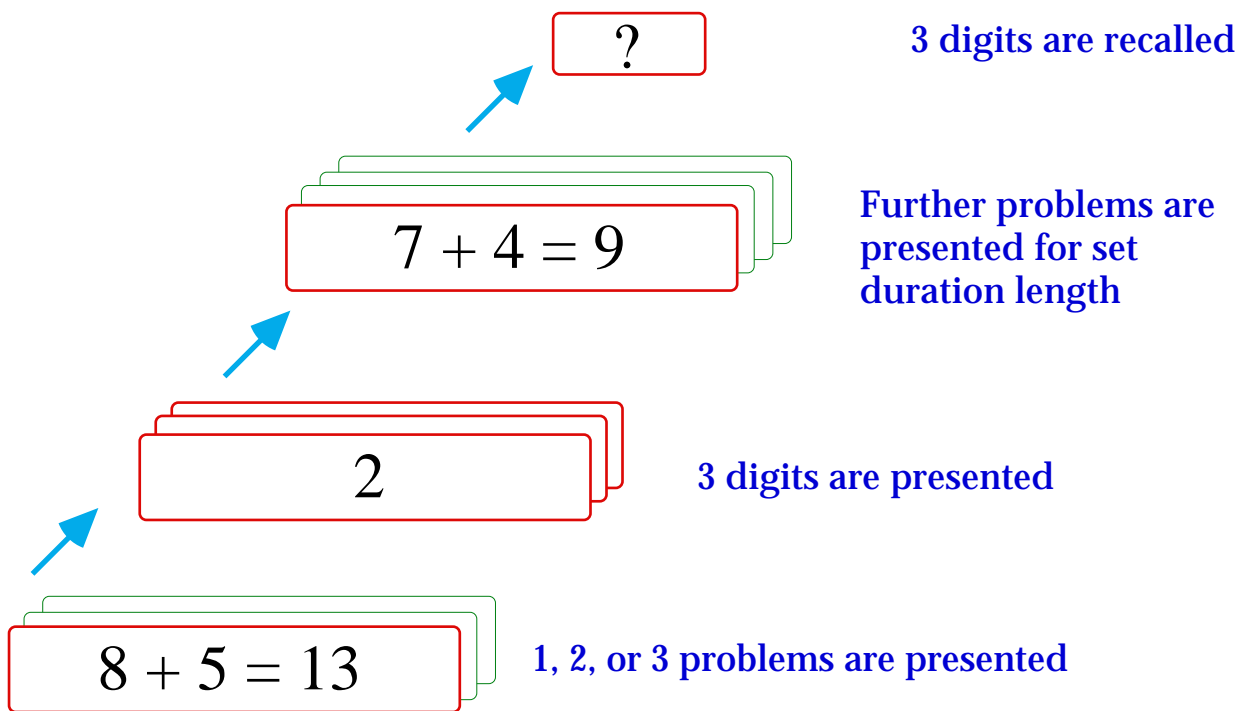 ?
3 digits are recalled
7 + 4 = 9
Further problems are
presented for set
duration length
2
3 digits are presented
8 + 5 = 13
1, 2, or 3 problems are presented